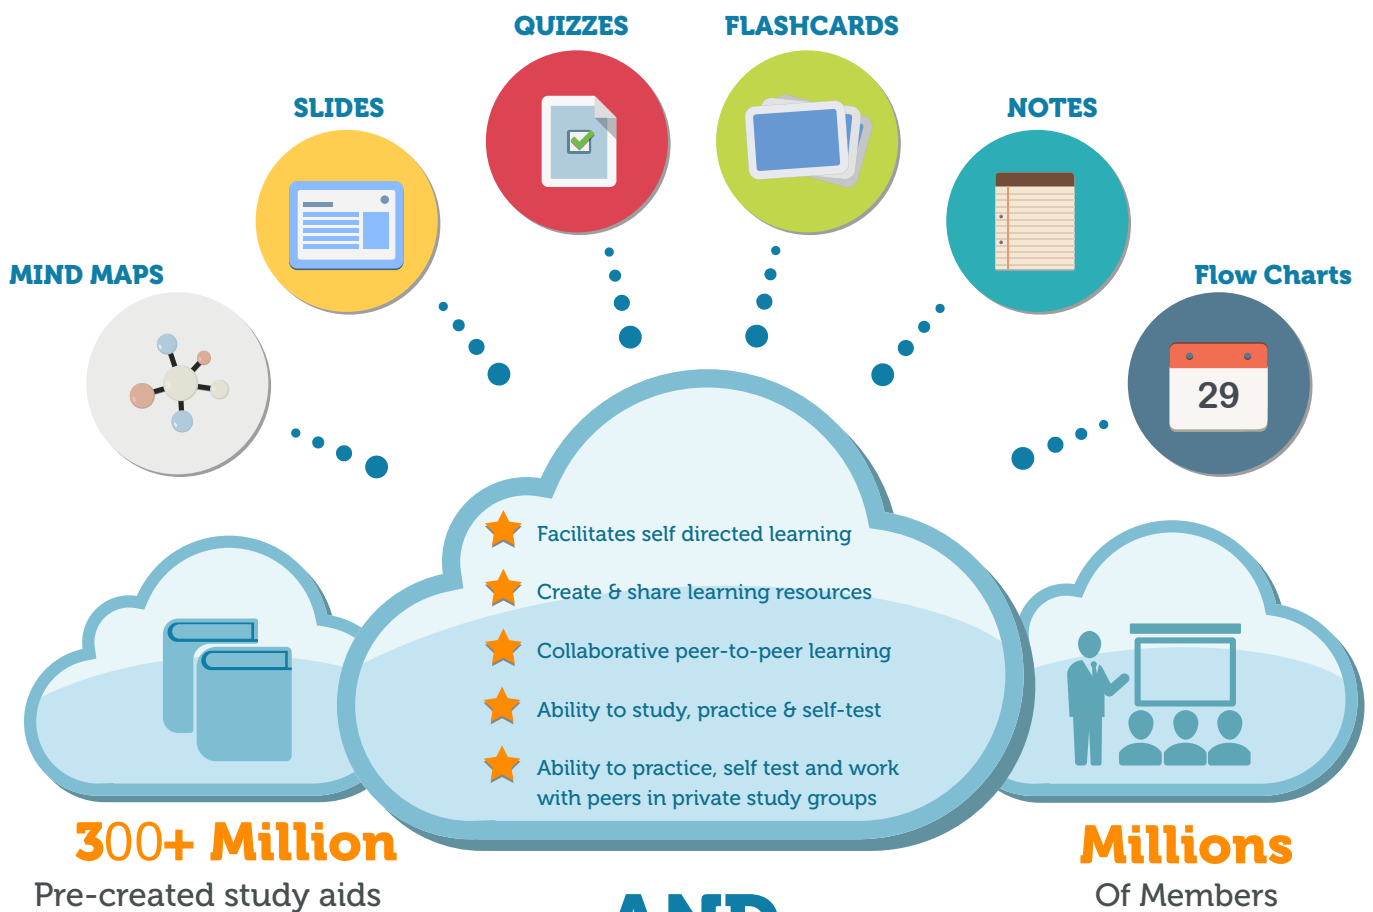 QUIZZES
FLASHCARDS
SLIDES
NOTES
MIND MAPS
Flow Charts
29
Facilitates self directed learning
Create & share learning resources
Collaborative peer-to-peer learning
Ability to study, practice & self-test
Ability to practice, self test and work
with peers in private study groups
300+ Million
Pre-created study aids
Millions
Of Members
AND